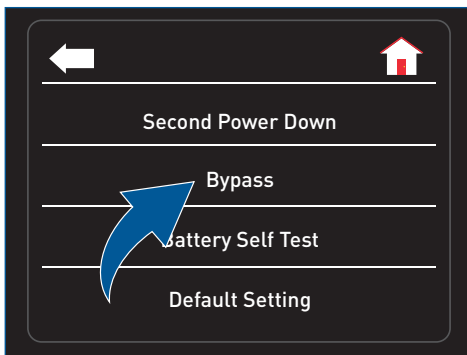 Second Power Down
Bypass
Battery Self Test
Default Setting